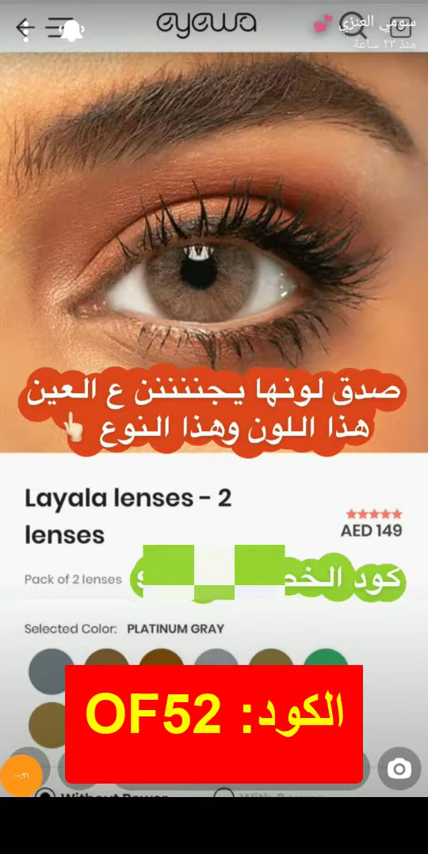 eyewa
سومي العنزي 💕
منذ ٢٣ ساعة
صدق لونها يجننننن ع العين
هذا اللون وهذا النوع 👆🏻
Layala lenses - 2
lenses
★★★★★
AED 149
Pack of 2 lenses
كود الخ
Selected Color: PLATINUM GRAY
الكود: OF52
Without Power
With Power